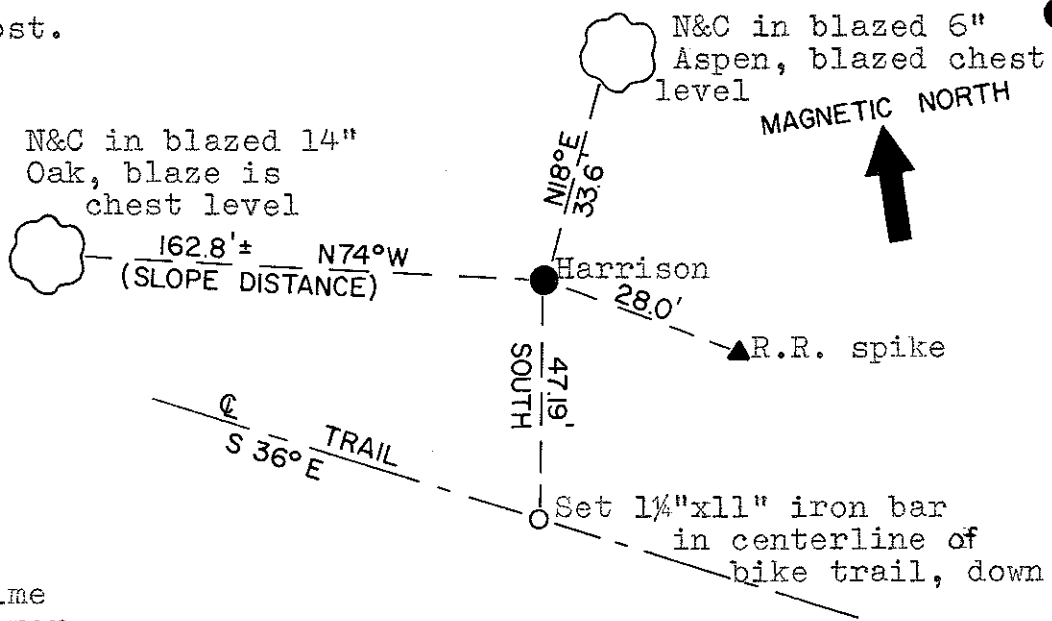 ost.
N&C in blazed 6"
Aspen, blazed chest
level
MAGNETIC NORTH
N&C in blazed 14"
Oak, blaze is
chest level
N18°E
33.6'
162.8'± N74°W
(SLOPE DISTANCE)
Harrison
28.0'
R.R. spike
47.19'
SOUTH
℄ TRAIL
S 36° E
Set 1¼"x11" iron bar
in centerline of
bike trail, down